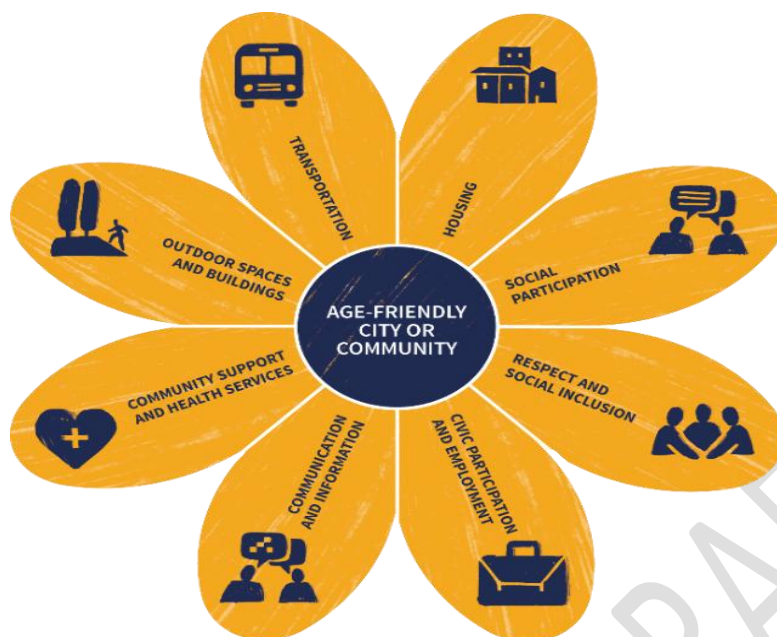 TRANSPORTATION
HOUSING
SOCIAL
PARTICIPATION
RESPECT AND
SOCIAL INCLUSION
CIVIC PARTICIPATION
AND EMPLOYMENT
COMMUNICATION
AND INFORMATION
COMMUNITY SUPPORT
AND HEALTH SERVICES
OUTDOOR SPACES
AND BUILDINGS
AGE-FRIENDLY
CITY OR
COMMUNITY